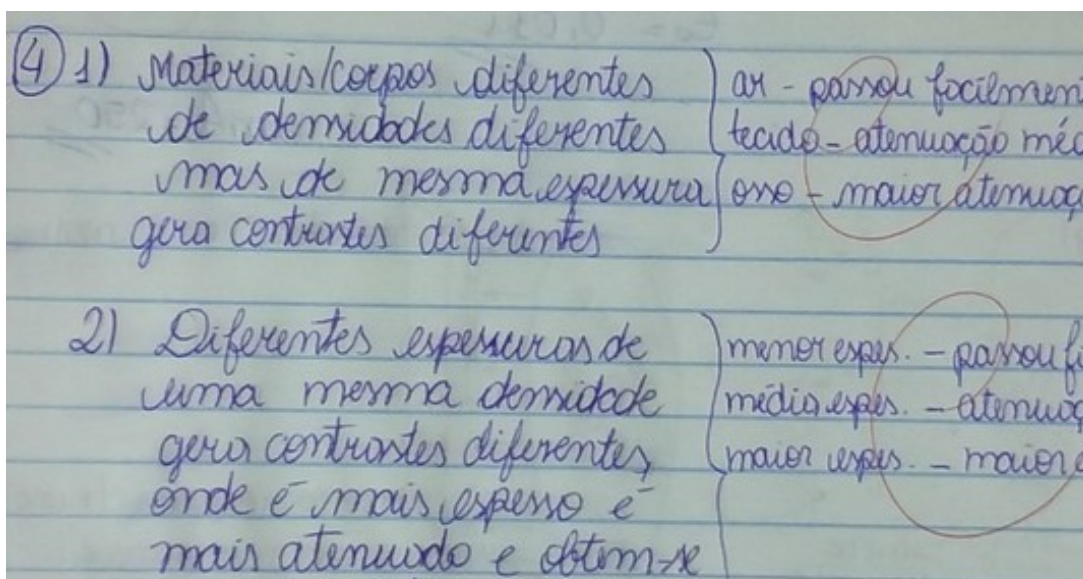 ④ 1) Materiais/corpos diferentes
de densidades diferentes
mas de mesma espessura
gera contrastes diferentes
ar - passou facilmen
tecido - atenuação méd
osso - maior atenuaç
2) Diferentes espessuras de
uma mesma densidade
gera contrastes diferentes,
onde é mais espesso é
mais atenuado e obtem-se
menor espes. - passou f
média espes. - atenuaç
maior espes. - maior